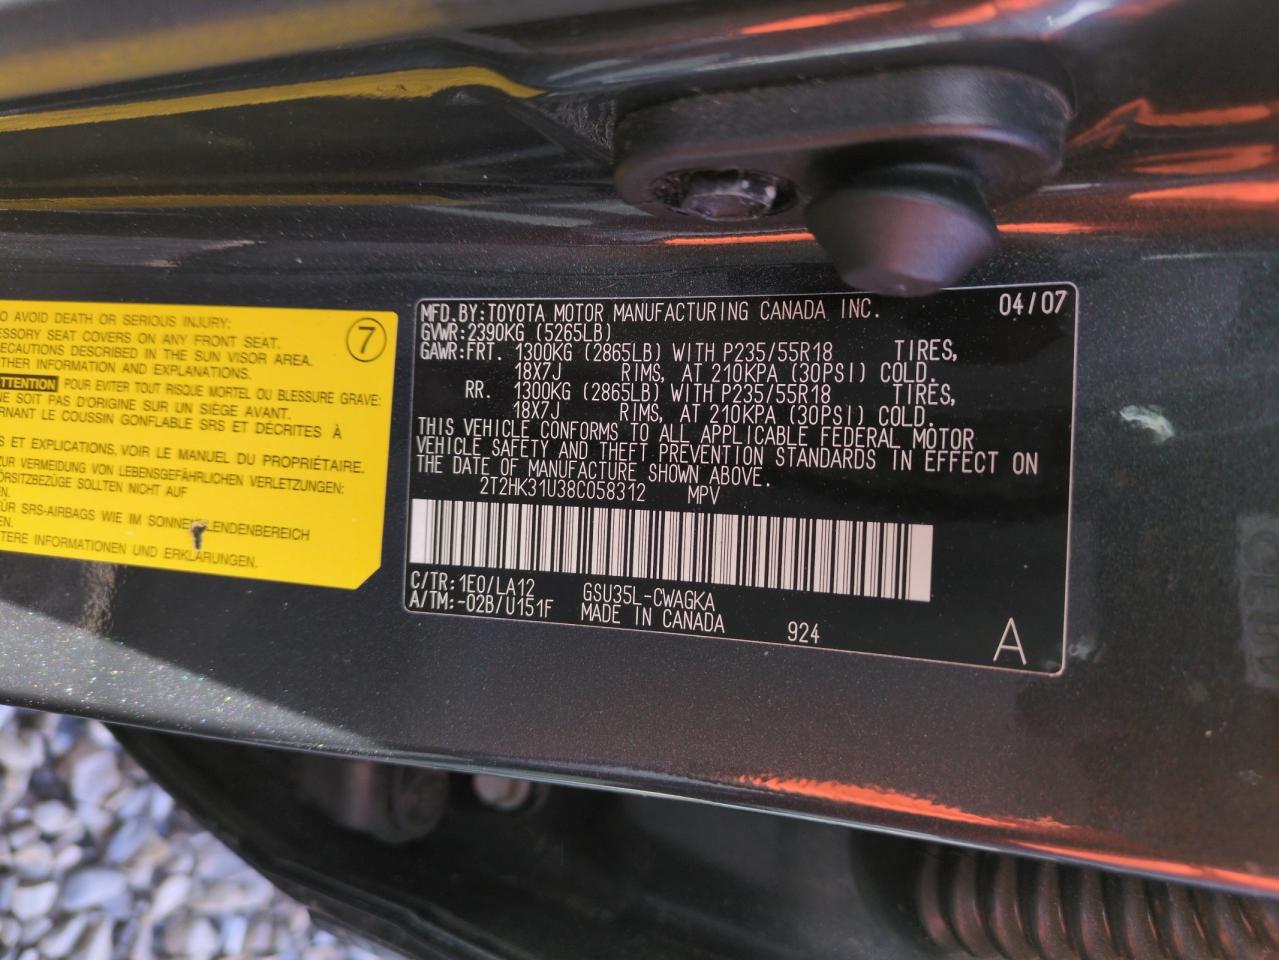 O AVOID DEATH OR SERIOUS INJURY:
ESSORY SEAT COVERS ON ANY FRONT SEAT.
ECAUTIONS DESCRIBED IN THE SUN VISOR AREA.
THER INFORMATION AND EXPLANATIONS.
7
TTENTION POUR EVITER TOUT RISQUE MORTEL OU BLESSURE GRAVE:
NE SOIT PAS D'ORIGINE SUR UN SIÈGE AVANT.
RNANT LE COUSSIN GONFLABLE SRS ET DÉCRITES À
S ET EXPLICATIONS, VOIR LE MANUEL DU PROPRIÉTAIRE.
ZUR VERMEIDUNG VON LEBENSGEFÄHRLICHEN VERLETZUNGEN.
ÖRSITZBEZÜGE SOLLTEN NICHT AUF
EN.
ÜR SRS-AIRBAGS WIE IM LENDENBEREICH
EN.
TERE INFORMATIONEN UND ERKLÄRUNGEN.
MFD.BY:TOYOTA MOTOR MANUFACTURING CANADA INC. 04/07
GVWR:2390KG (5265LB)
GAWR:FRT. 1300KG (2865LB) WITH P235/55R18 TIRES,
18X7J RIMS, AT 210KPA (30PSI) COLD.
RR. 1300KG (2865LB) WITH P235/55R18 TIRES,
18X7J RIMS, AT 210KPA (30PSI) COLD.
THIS VEHICLE CONFORMS TO ALL APPLICABLE FEDERAL MOTOR
VEHICLE SAFETY AND THEFT PREVENTION STANDARDS IN EFFECT ON
THE DATE OF MANUFACTURE SHOWN ABOVE.
2T2HK31U38C058312 MPV
C/TR:1E0/LA12 GSU35L-CWAGKA
A/TM:-02B/U151F MADE IN CANADA 924
A